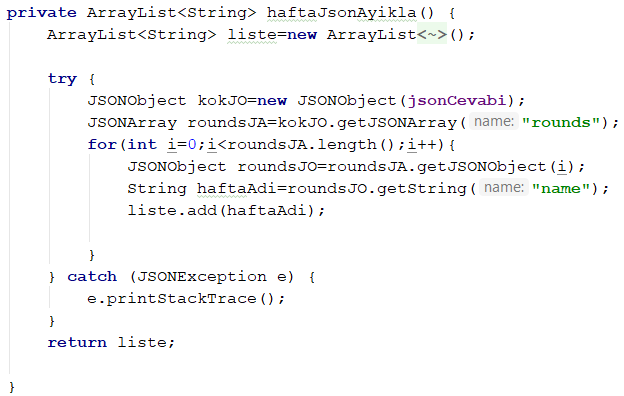 private ArrayList<String> haftaJsonAyikla() {
ArrayList<String> liste=new ArrayList<~>();
try {
JSONObject kokJO=new JSONObject(jsonCevabi);
JSONArray roundsJA=kokJO.getJSONArray( name: "rounds");
for(int i=0;i<roundsJA.length();i++){
JSONObject roundsJO=roundsJA.getJSONObject(i);
String haftaAdi=roundsJO.getString( name: "name");
liste.add(haftaAdi);
}
} catch (JSONException e) {
e.printStackTrace();
}
return liste;
}